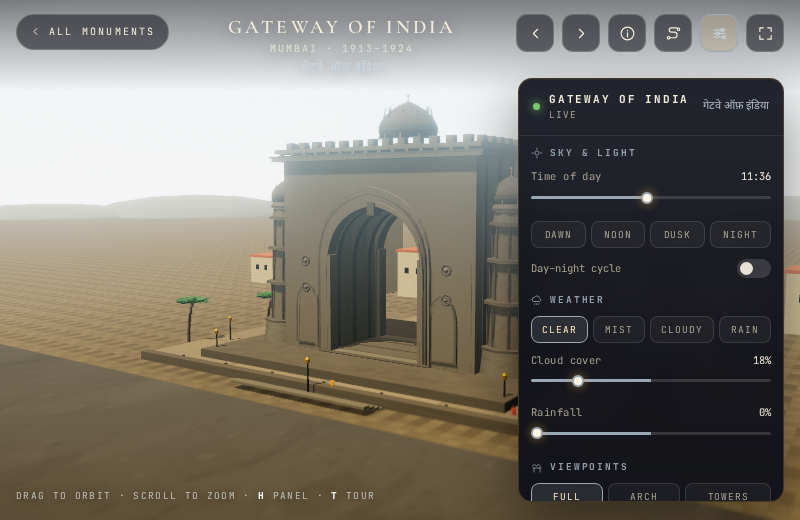 ALL MONUMENTS
GATEWAY OF INDIA
MUMBAI · 1913–1924
गेटवे ऑफ़ इंडिया
GATEWAY OF INDIA
LIVE
गेटवे ऑफ़ इंडिया
SKY & LIGHT
Time of day 11:36
DAWN NOON DUSK NIGHT
Day–night cycle
WEATHER
CLEAR MIST CLOUDY RAIN
Cloud cover 18%
Rainfall 0%
VIEWPOINTS
FULL ARCH TOWERS
DRAG TO ORBIT · SCROLL TO ZOOM · H PANEL · T TOUR